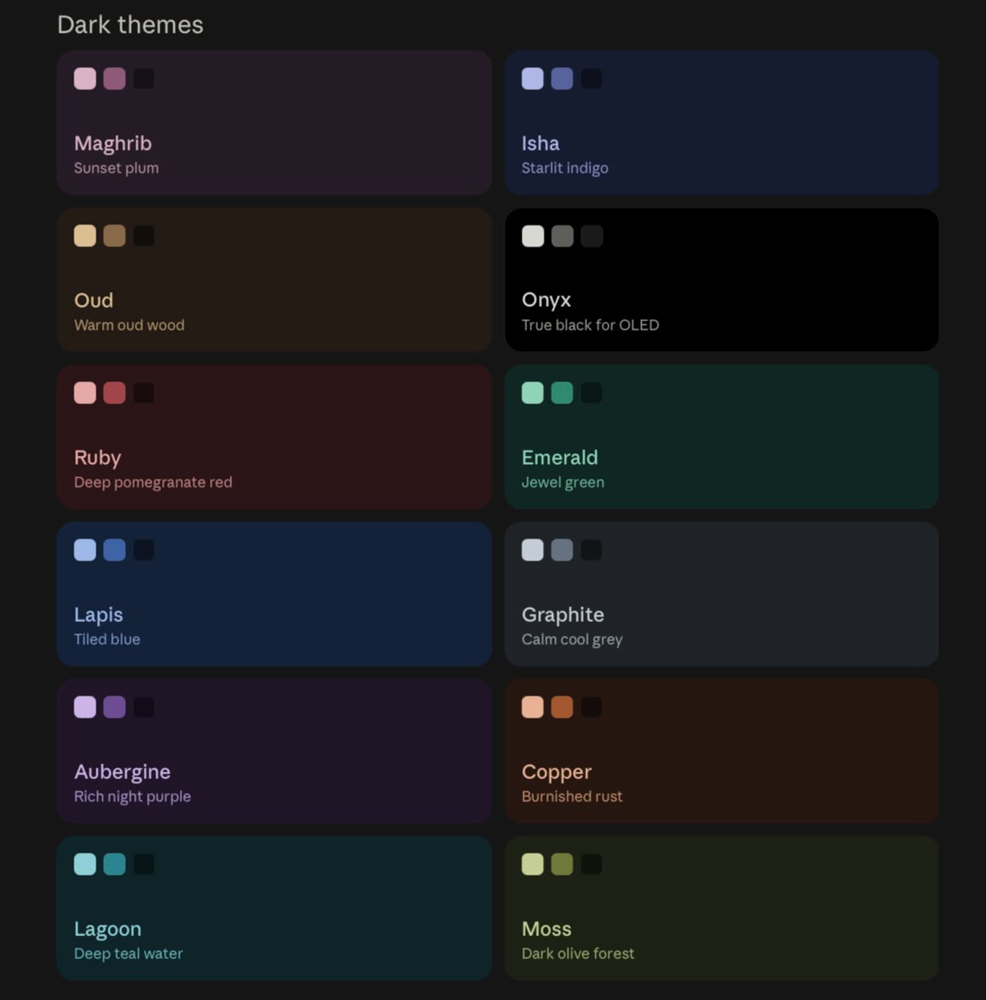 Dark themes
Maghrib
Sunset plum
Isha
Starlit indigo
Oud
Warm oud wood
Onyx
True black for OLED
Ruby
Deep pomegranate red
Emerald
Jewel green
Lapis
Tiled blue
Graphite
Calm cool grey
Aubergine
Rich night purple
Copper
Burnished rust
Lagoon
Deep teal water
Moss
Dark olive forest